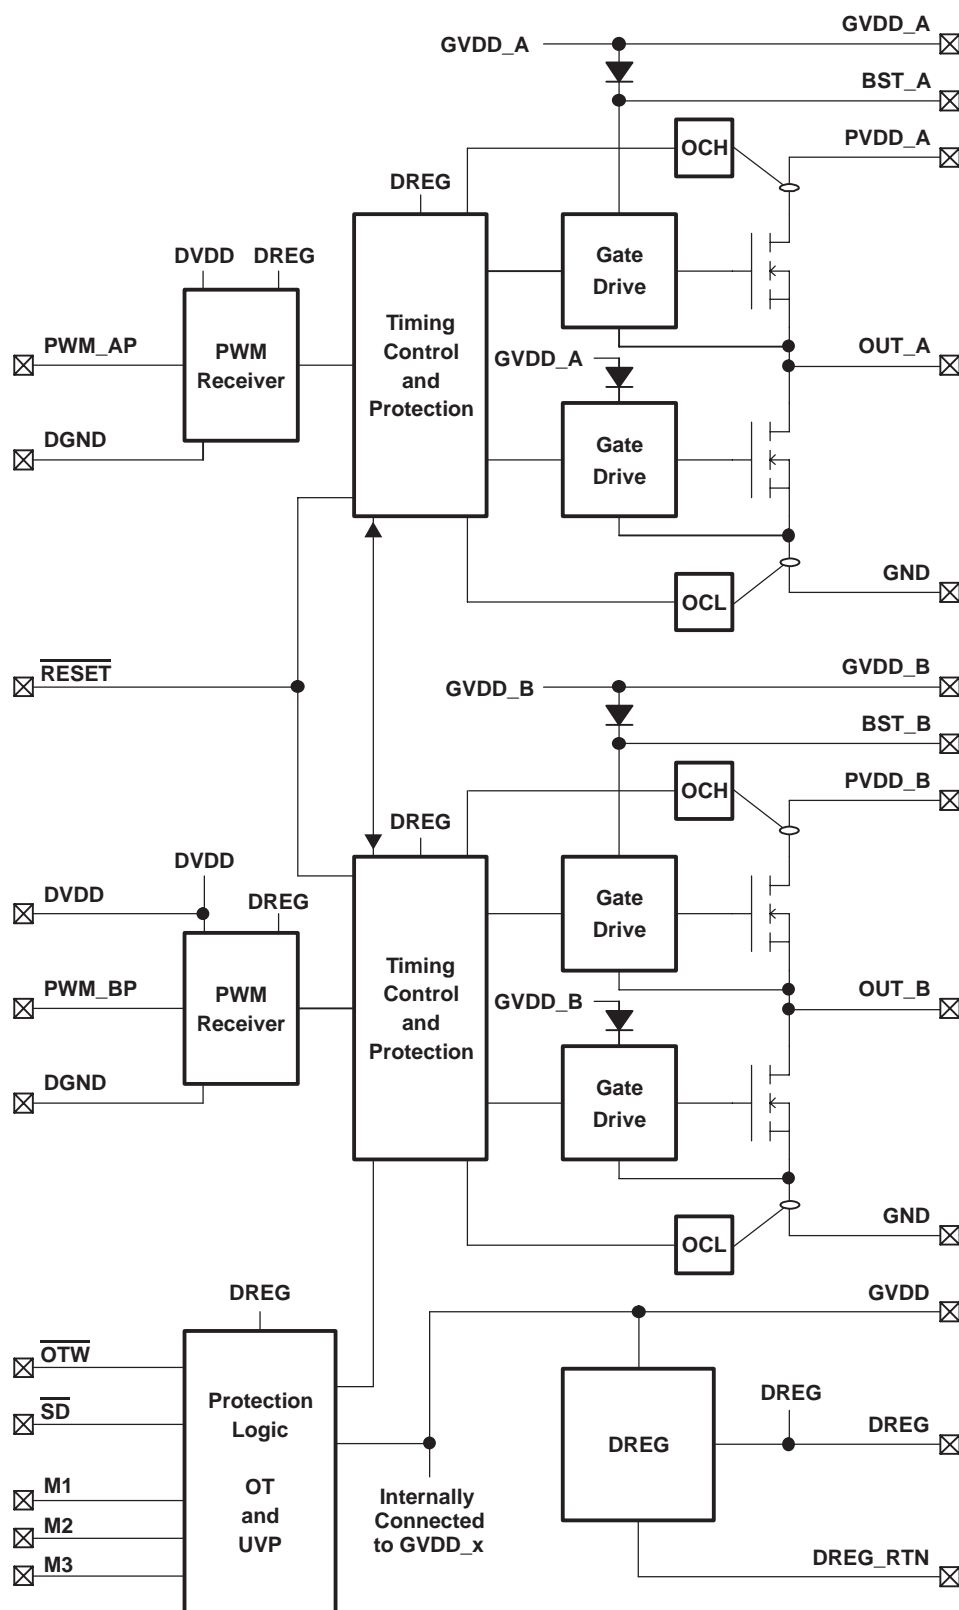 GVDD_A
GVDD_A
BST_A
OCH
PVDD_A
DREG
DVDD DREG
Gate
Drive
PWM_AP
PWM
Receiver
Timing
Control
and
Protection
GVDD_A
OUT_A
DGND
Gate
Drive
OCL
GND
RESET
GVDD_B
GVDD_B
BST_B
OCH
PVDD_B
DREG
DVDD
DVDD
DREG
Gate
Drive
PWM_BP
PWM
Receiver
Timing
Control
and
Protection
GVDD_B
OUT_B
DGND
Gate
Drive
OCL
GND
DREG
GVDD
OTW
SD
M1
M2
M3
Protection
Logic
OT
and
UVP
Internally
Connected
to GVDD_x
DREG
DREG
DREG
DREG_RTN